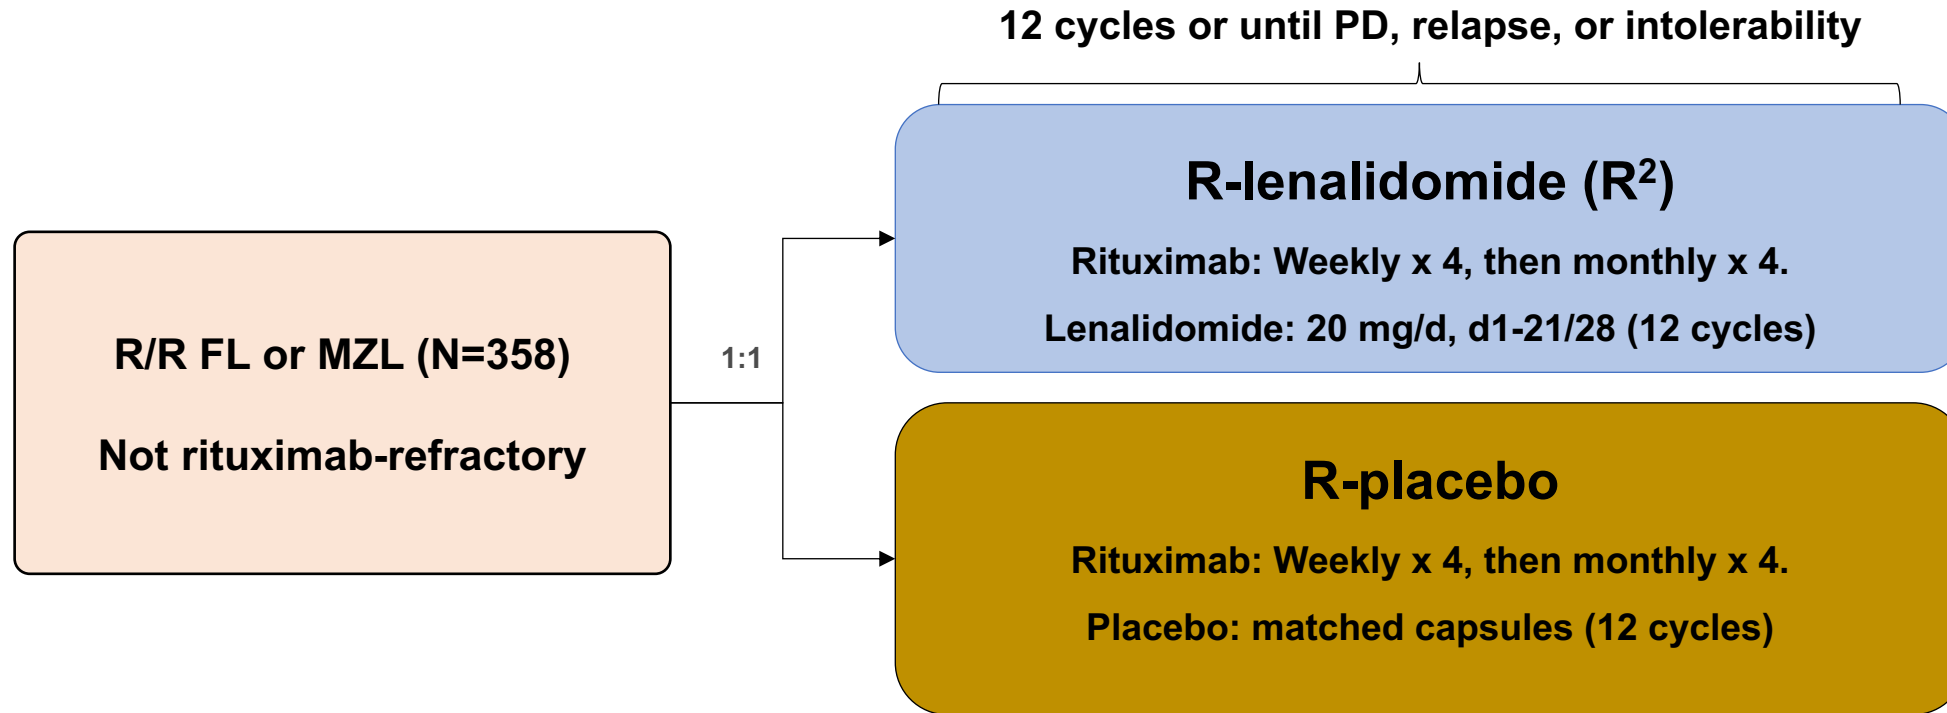 12 cycles or until PD, relapse, or intolerability
R-lenalidomide (R²)
Rituximab: Weekly x 4, then monthly x 4.
Lenalidomide: 20 mg/d, d1-21/28 (12 cycles)
R/R FL or MZL (N=358)
Not rituximab-refractory
1:1
R-placebo
Rituximab: Weekly x 4, then monthly x 4.
Placebo: matched capsules (12 cycles)